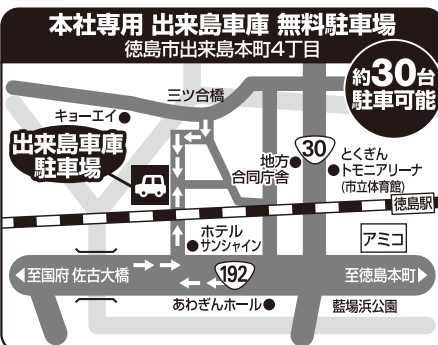 本社専用 出来島車庫 無料駐車場
徳島市出来島本町4丁目
約30台
駐車可能
三ツ合橋
キョーエイ
出来島車庫
駐車場
30
地方
合同庁舎
とくぎん
トモニアリーナ
(市立体育館)
徳島駅
ホテル
サンシャイン
アミコ
至国府 佐古大橋
192
至徳島本町
あわぎんホール
藍場浜公園